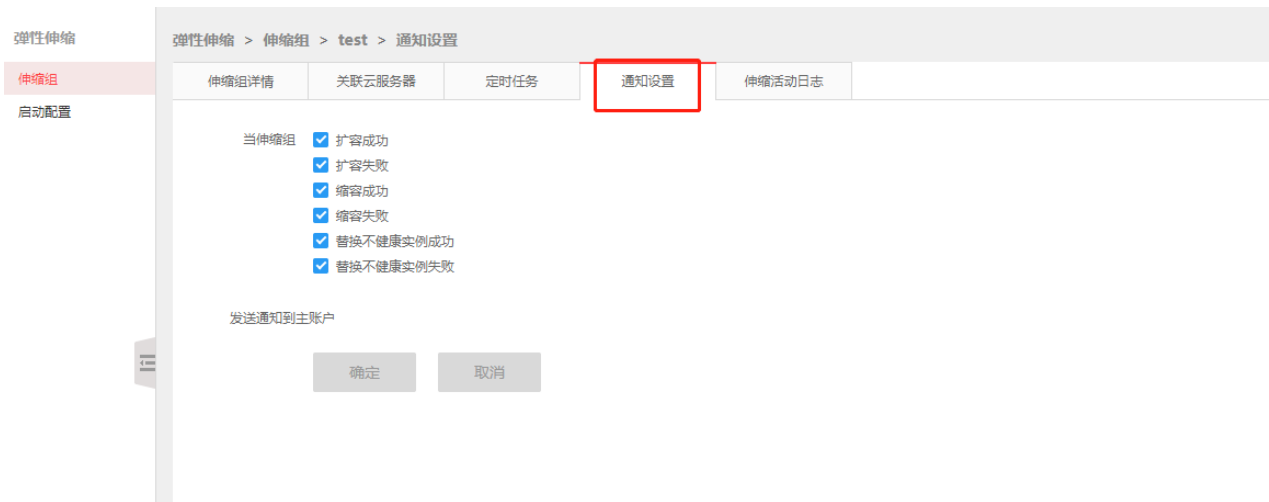 弹性伸缩
伸缩组
启动配置
弹性伸缩 > 伸缩组 > test > 通知设置
伸缩组详情 关联云服务器 定时任务 通知设置 伸缩活动日志
当伸缩组 扩容成功
扩容失败
缩容成功
缩容失败
替换不健康实例成功
替换不健康实例失败
发送通知到主账户
确定 取消